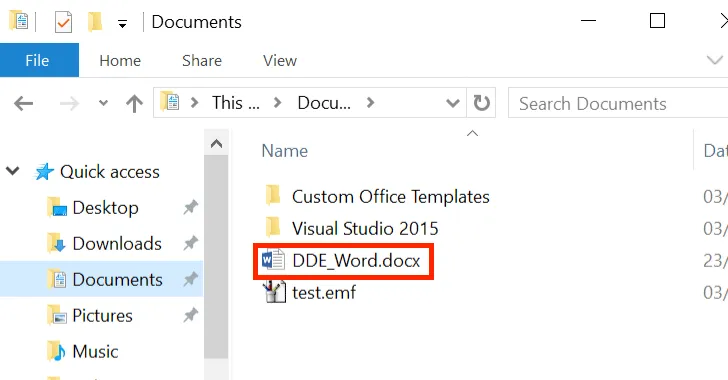 Documents
File Home Share View
This ... Docu... Search Documents
Name Da
Quick access
Desktop
Downloads
Documents
Pictures
Music
Custom Office Templates 03/
Visual Studio 2015 03/
DDE_Word.docx 23/
test.emf 03/